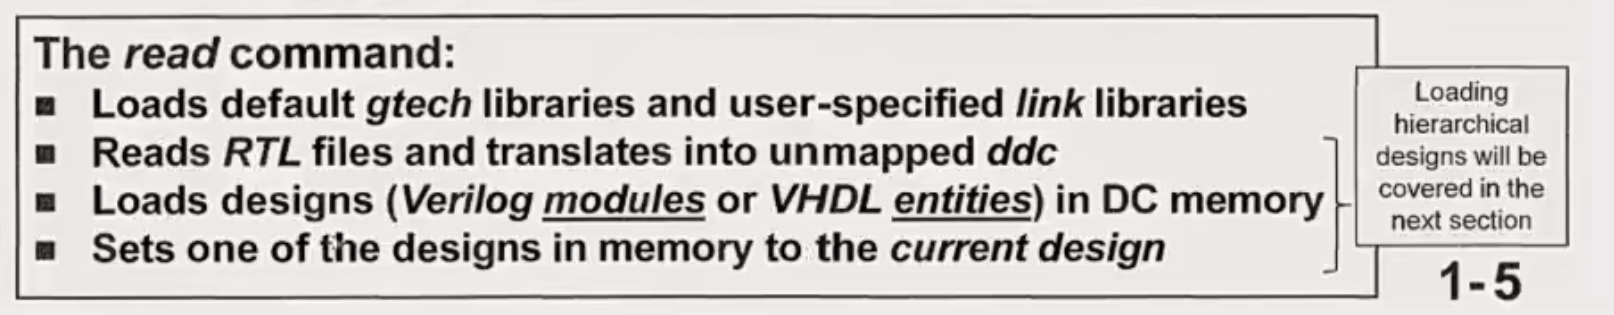 The read command:
■ Loads default gtech libraries and user-specified link libraries
■ Reads RTL files and translates into unmapped ddc
■ Loads designs (Verilog modules or VHDL entities) in DC memory
■ Sets one of the designs in memory to the current design
Loading
hierarchical
designs will be
covered in the
next section
1-5